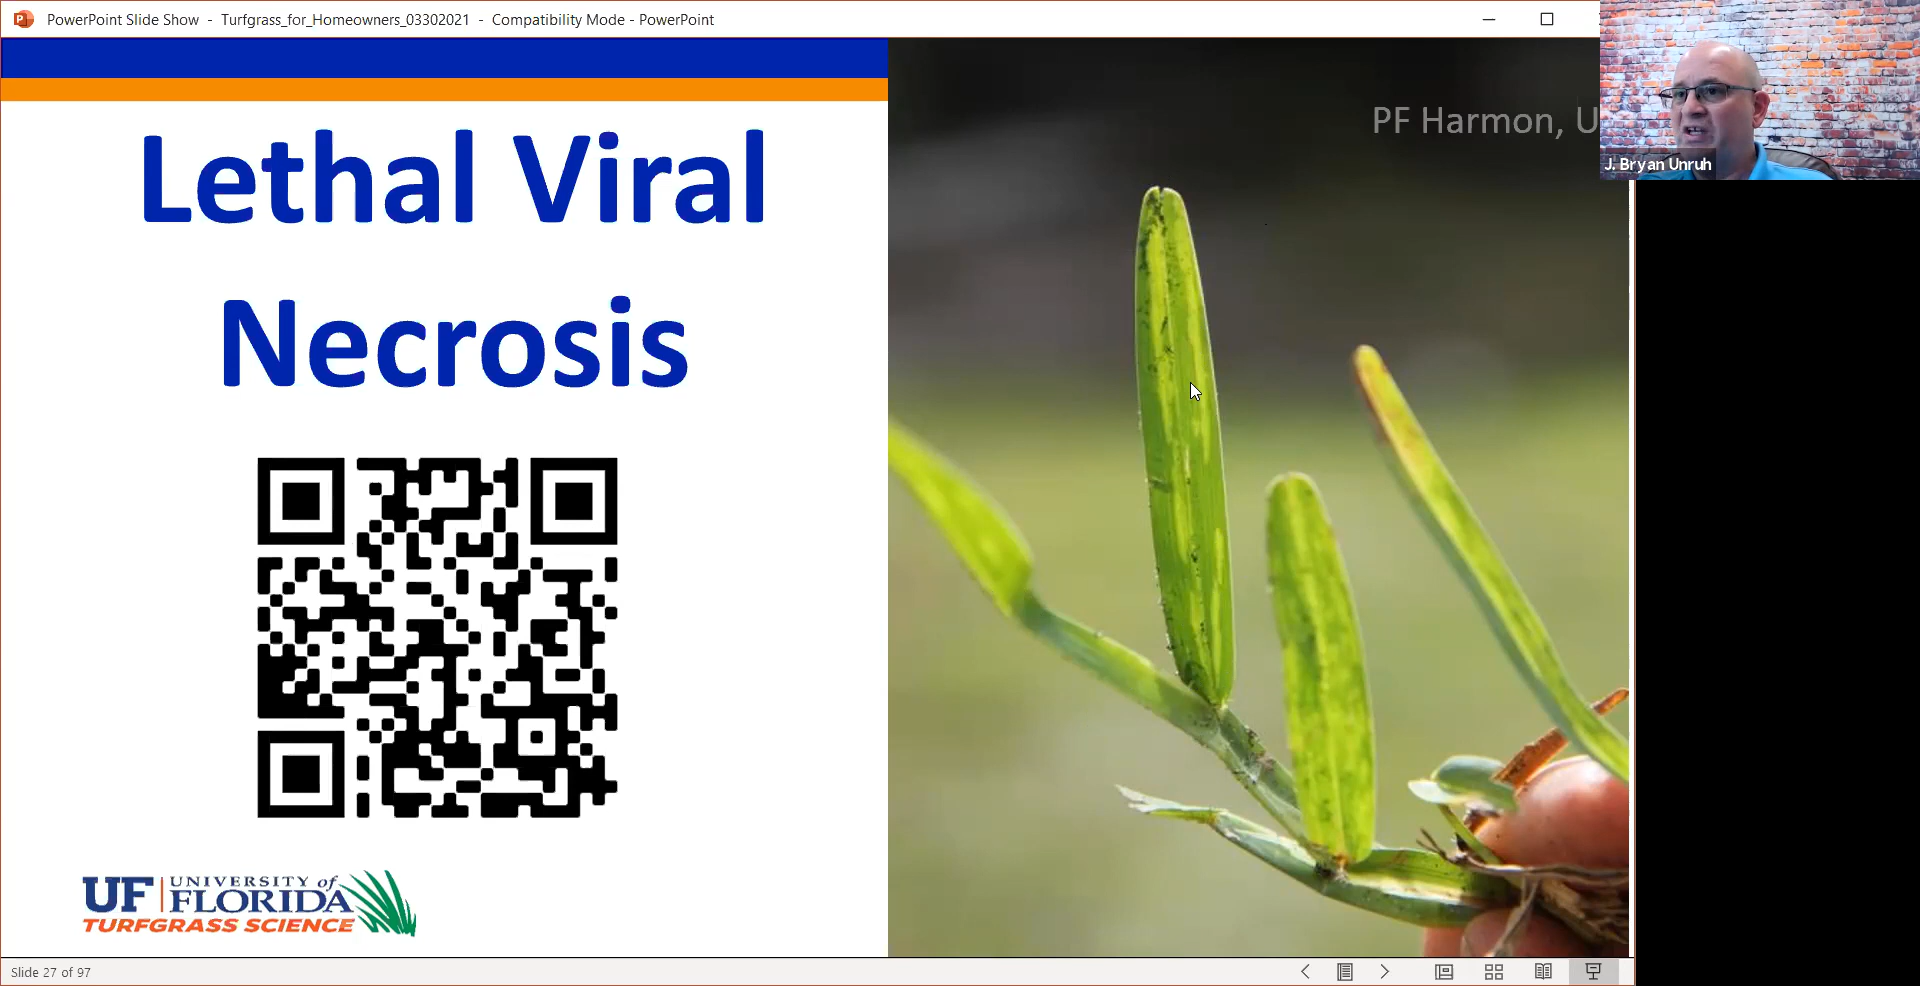 PowerPoint Slide Show - Turfgrass_for_Homeowners_03302021 - Compatibility Mode - PowerPoint
PF Harmon, U
J. Bryan Unruh
Lethal Viral
Necrosis
UF UNIVERSITY of
FLORIDA
TURFGRASS SCIENCE
Slide 27 of 97